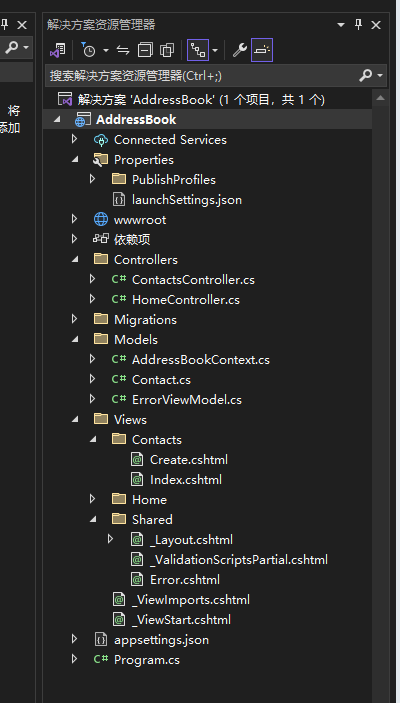 解决方案资源管理器
搜索解决方案资源管理器(Ctrl+;)
将
添加
解决方案 'AddressBook' (1 个项目，共 1 个)
AddressBook
Connected Services
Properties
PublishProfiles
launchSettings.json
wwwroot
依赖项
Controllers
C# ContactsController.cs
C# HomeController.cs
Migrations
Models
C# AddressBookContext.cs
C# Contact.cs
C# ErrorViewModel.cs
Views
Contacts
Create.cshtml
Index.cshtml
Home
Shared
_Layout.cshtml
_ValidationScriptsPartial.cshtml
Error.cshtml
_ViewImports.cshtml
_ViewStart.cshtml
appsettings.json
C# Program.cs